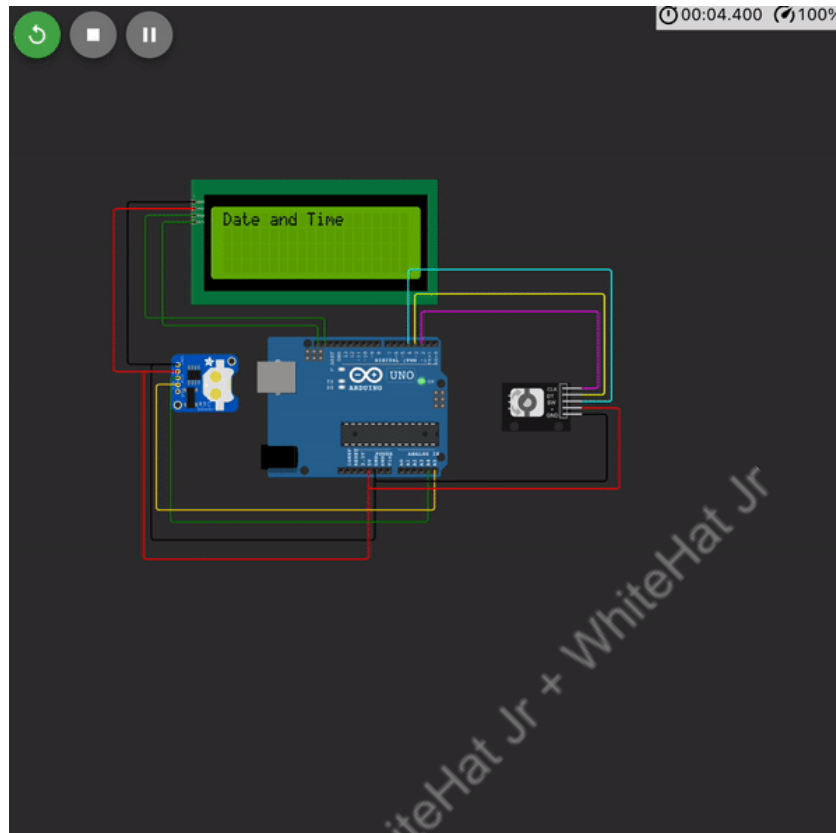 00:04.400 100%
Date and Time
DIGITAL (PWM ~)
UNO
ARDUINO
CLK
DT
SW
+
GND
POWER
ANALOG IN
WhiteHat Jr + WhiteHat Jr